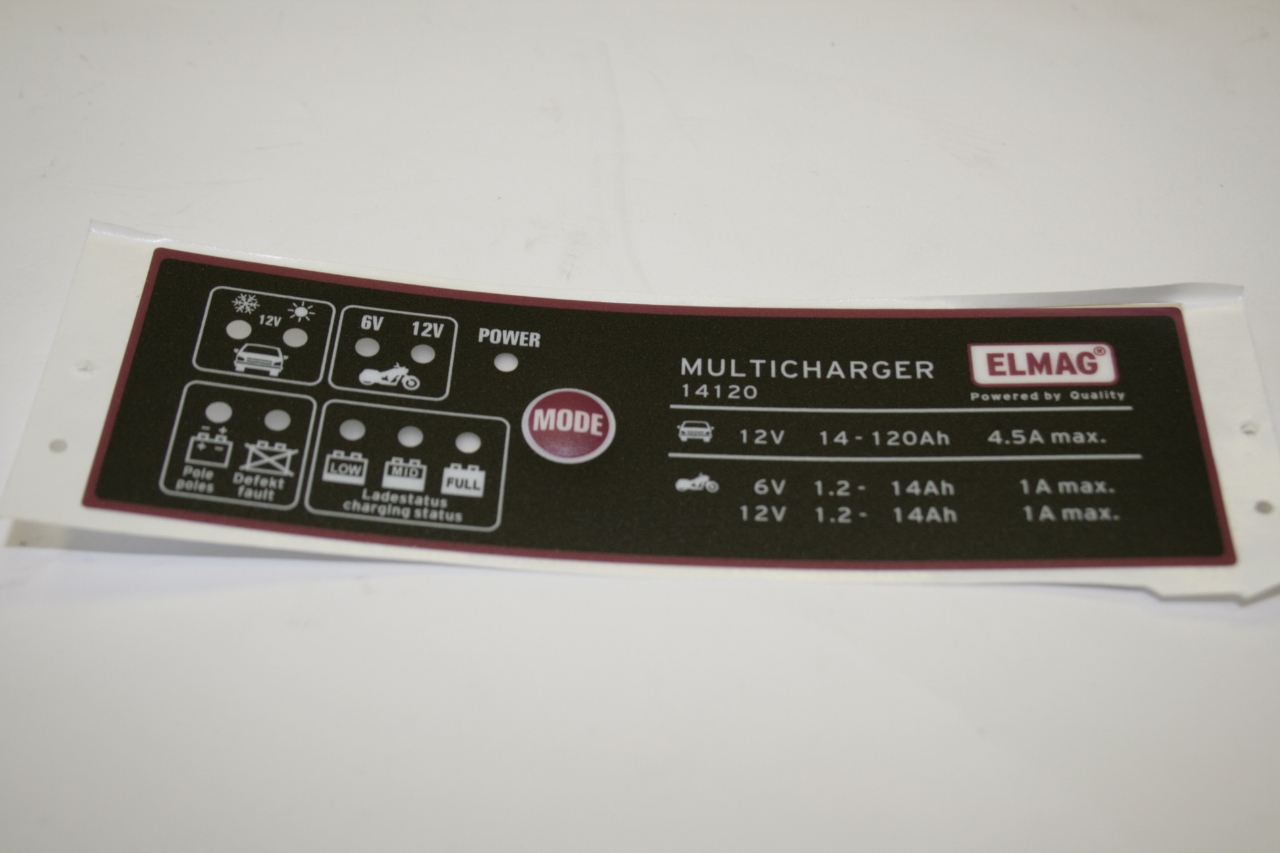 12V
6V 12V
POWER
MODE
- +
- +
Pole
poles
Defekt
fault
LOW
MID
FULL
Ladestatus
charging status
MULTICHARGER
14120
ELMAG®
Powered by Quality
12V 14-120Ah 4.5A max.
6V 1.2- 14Ah 1A max.
12V 1.2- 14Ah 1A max.